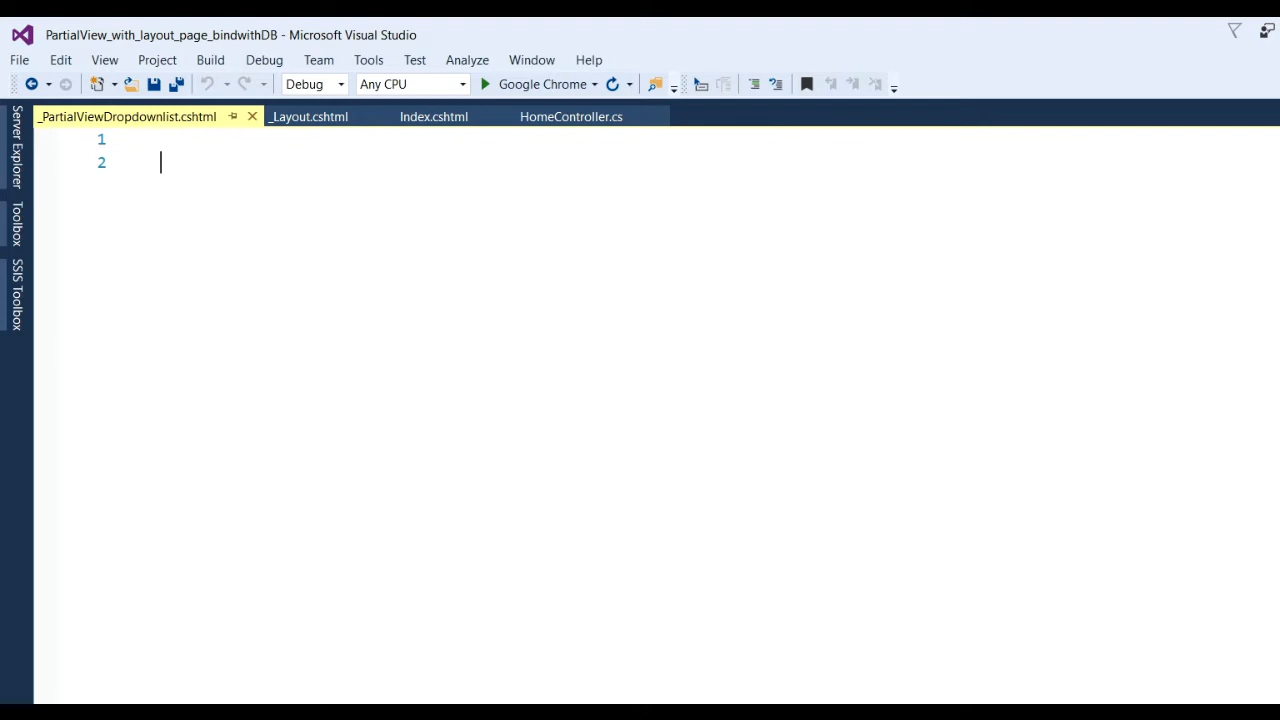 PartialView_with_layout_page_bindwithDB - Microsoft Visual Studio
File Edit View Project Build Debug Team Tools Test Analyze Window Help
Debug Any CPU Google Chrome
_PartialViewDropdownlist.cshtml _Layout.cshtml Index.cshtml HomeController.cs
Server Explorer
Toolbox
SSIS Toolbox
1
2